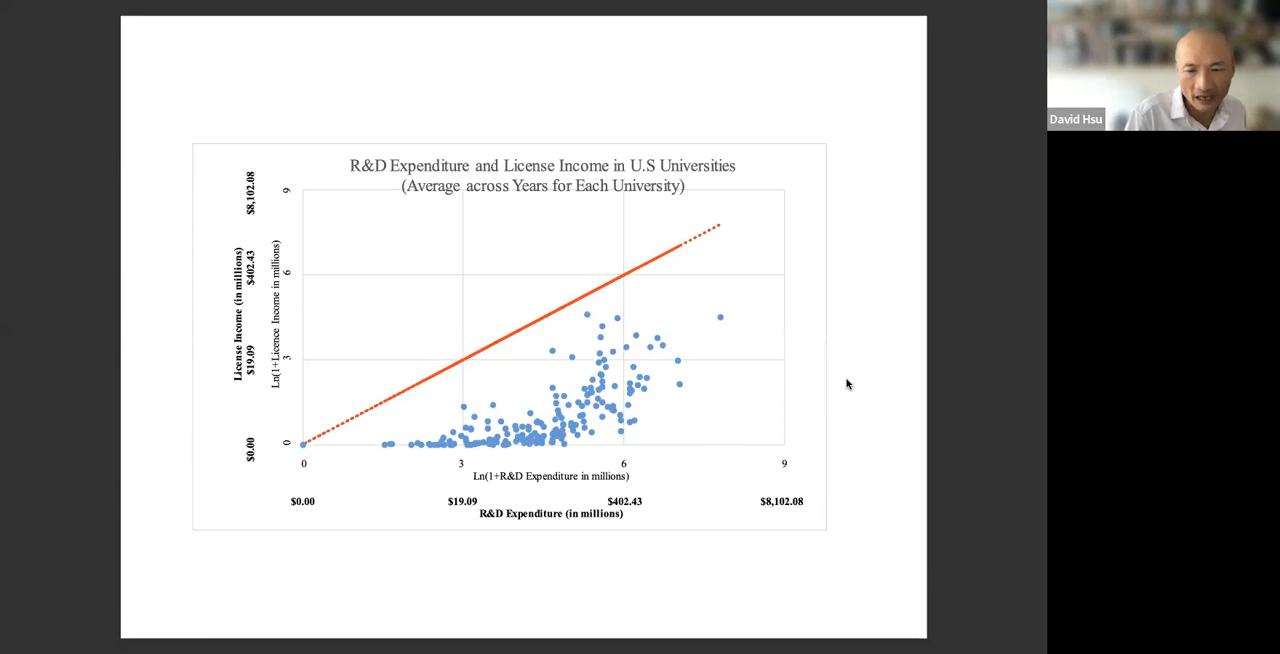 R&D Expenditure and License Income in U.S Universities
(Average across Years for Each University)
License Income (in millions)
$8,102.08
$402.43
$19.09
$0.00
Ln(1+Licence Income in millions)
9
6
3
0
0
3
6
9
Ln(1+R&D Expenditure in millions)
$0.00
$19.09
$402.43
$8,102.08
R&D Expenditure (in millions)
David Hsu